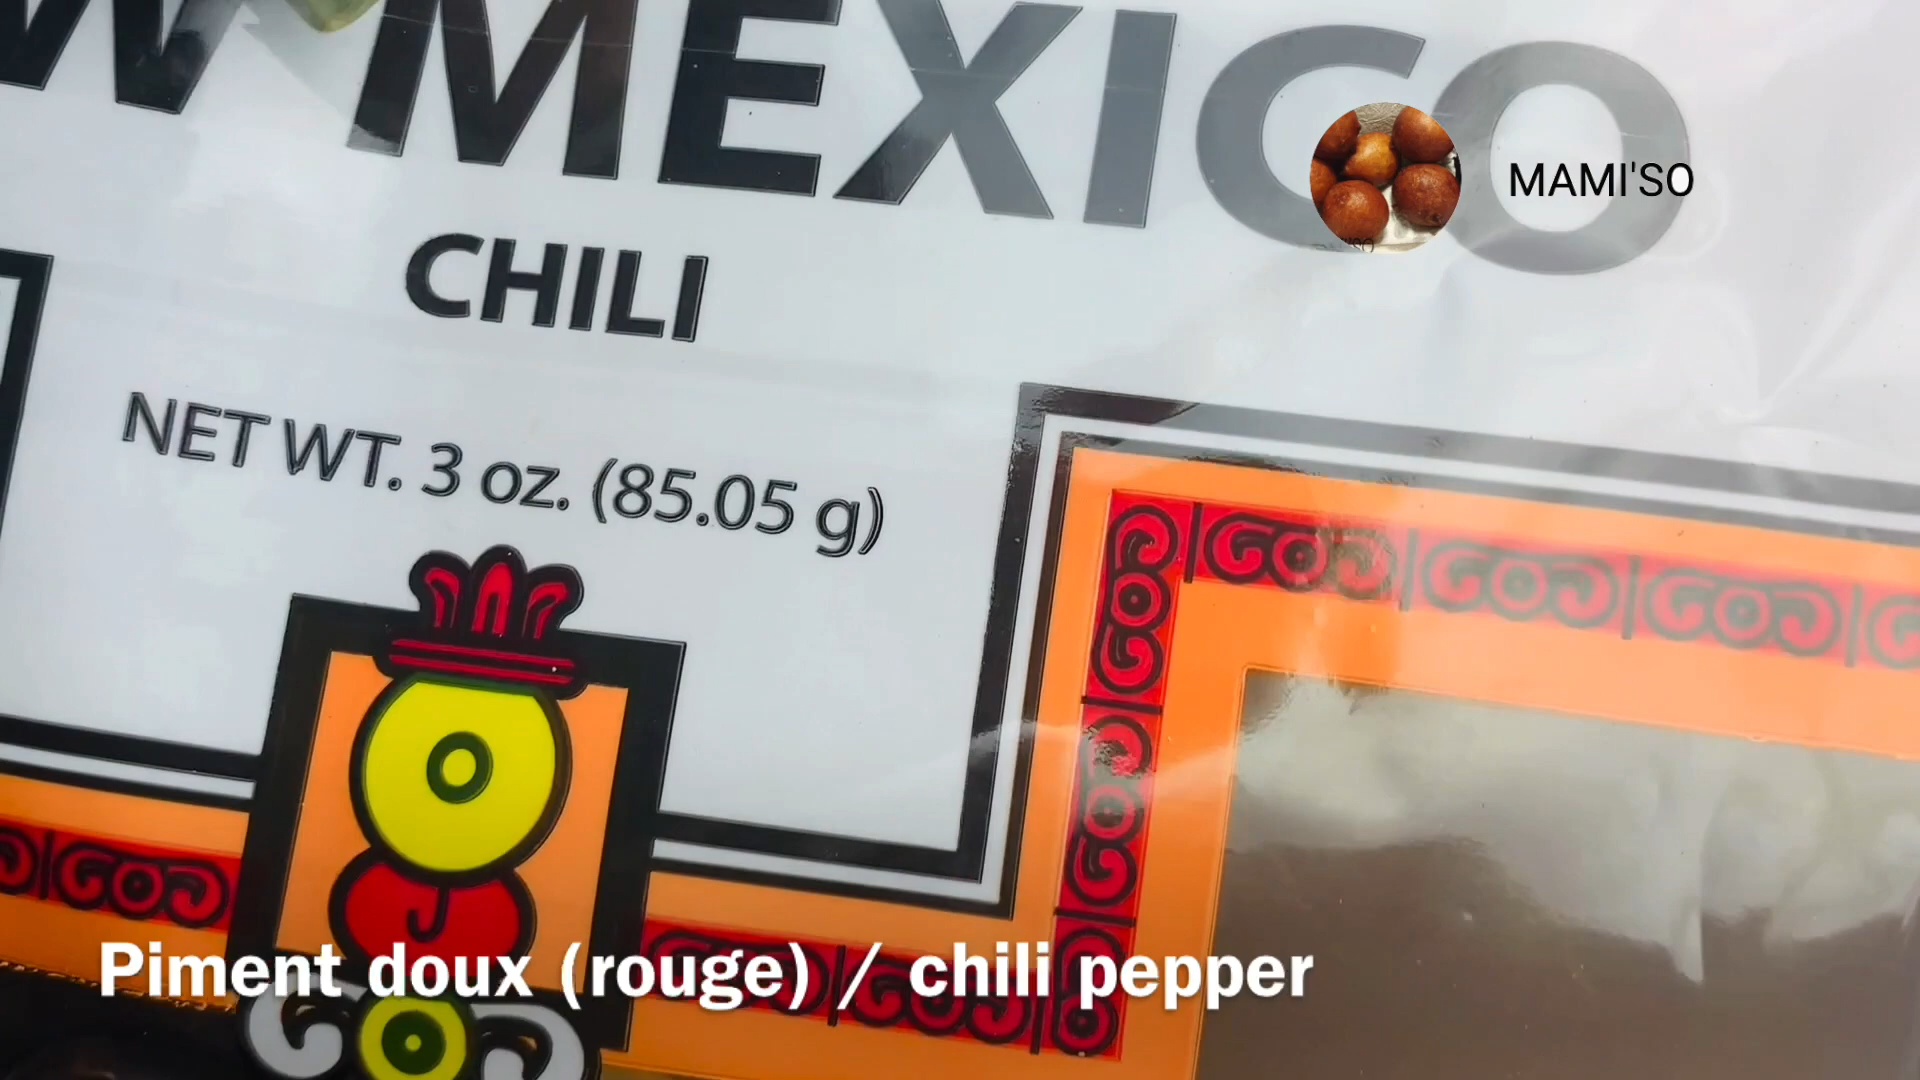 W MEXICO
MAMI'SO
CHILI
NET WT. 3 oz. (85.05 g)
Piment doux (rouge) / chili pepper